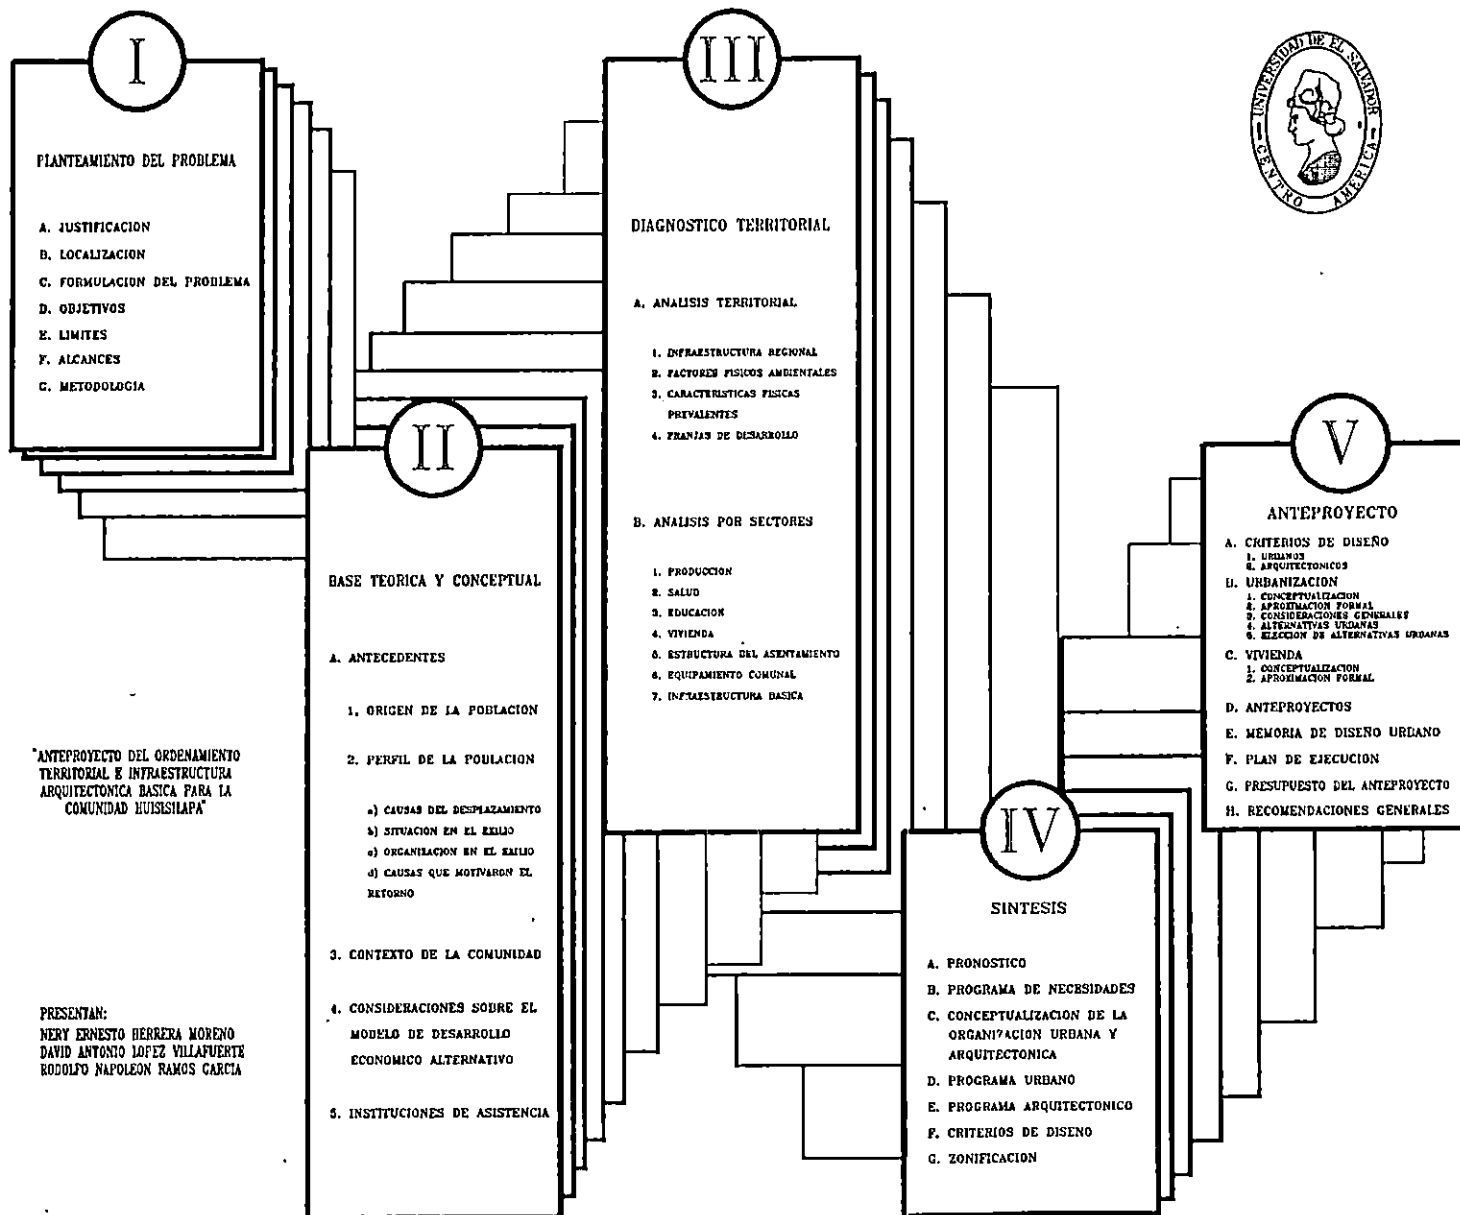 I
PLANTEAMIENTO DEL PROBLEMA
A. JUSTIFICACION
B. LOCALIZACION
C. FORMULACION DEL PROBLEMA
D. OBJETIVOS
E. LIMITES
F. ALCANCES
G. METODOLOGIA
II
BASE TEORICA Y CONCEPTUAL
A. ANTECEDENTES
1. ORIGEN DE LA POBLACION
2. PERFIL DE LA POBLACION
a) CAUSAS DEL DESPLAZAMIENTO
b) SITUACION EN EL EXILIO
c) ORGANIZACION EN EL EXILIO
d) CAUSAS QUE MOTIVARON EL
RETORNO
3. CONTEXTO DE LA COMUNIDAD
4. CONSIDERACIONES SOBRE EL
MODELO DE DESARROLLO
ECONOMICO ALTERNATIVO
5. INSTITUCIONES DE ASISTENCIA
III
DIAGNOSTICO TERRITORIAL
A. ANALISIS TERRITORIAL
1. INFRAESTRUCTURA REGIONAL
2. FACTORES FISICOS AMBIENTALES
3. CARACTERISTICAS FISICAS
PREVALENTES
4. FRANJAS DE DESARROLLO
B. ANALISIS POR SECTORES
1. PRODUCCION
2. SALUD
3. EDUCACION
4. VIVIENDA
5. ESTRUCTURA DEL ASENTAMIENTO
6. EQUIPAMIENTO COMUNAL
7. INFRAESTRUCTURA BASICA
IV
SINTESIS
A. PRONOSTICO
B. PROGRAMA DE NECESIDADES
C. CONCEPTUALIZACION DE LA
ORGANIZACION URBANA Y
ARQUITECTONICA
D. PROGRAMA URBANO
E. PROGRAMA ARQUITECTONICO
F. CRITERIOS DE DISENO
G. ZONIFICACION
V
ANTEPROYECTO
A. CRITERIOS DE DISEÑO
1. URBANOS
2. ARQUITECTONICOS
B. URBANIZACION
1. CONCEPTUALIZACION
2. APROXIMACION FORMAL
3. CONSIDERACIONES GENERALES
4. ALTERNATIVAS URBANAS
5. ELECCION DE ALTERNATIVAS URBANAS
C. VIVIENDA
1. CONCEPTUALIZACION
2. APROXIMACION FORMAL
D. ANTEPROYECTOS
E. MEMORIA DE DISEÑO URBANO
F. PLAN DE EJECUCION
G. PRESUPUESTO DEL ANTEPROYECTO
H. RECOMENDACIONES GENERALES
UNIVERSIDAD DE EL SALVADOR
CENTRO AMERICA
"ANTEPROYECTO DEL ORDENAMIENTO
TERRITORIAL E INFRAESTRUCTURA
ARQUITECTONICA BASICA PARA LA
COMUNIDAD HUISISILAPA"
PRESENTAN:
NERY ERNESTO HERRERA MORENO
DAVID ANTONIO LOPEZ VILLAFUERTE
RODOLFO NAPOLEON RAMOS GARCIA